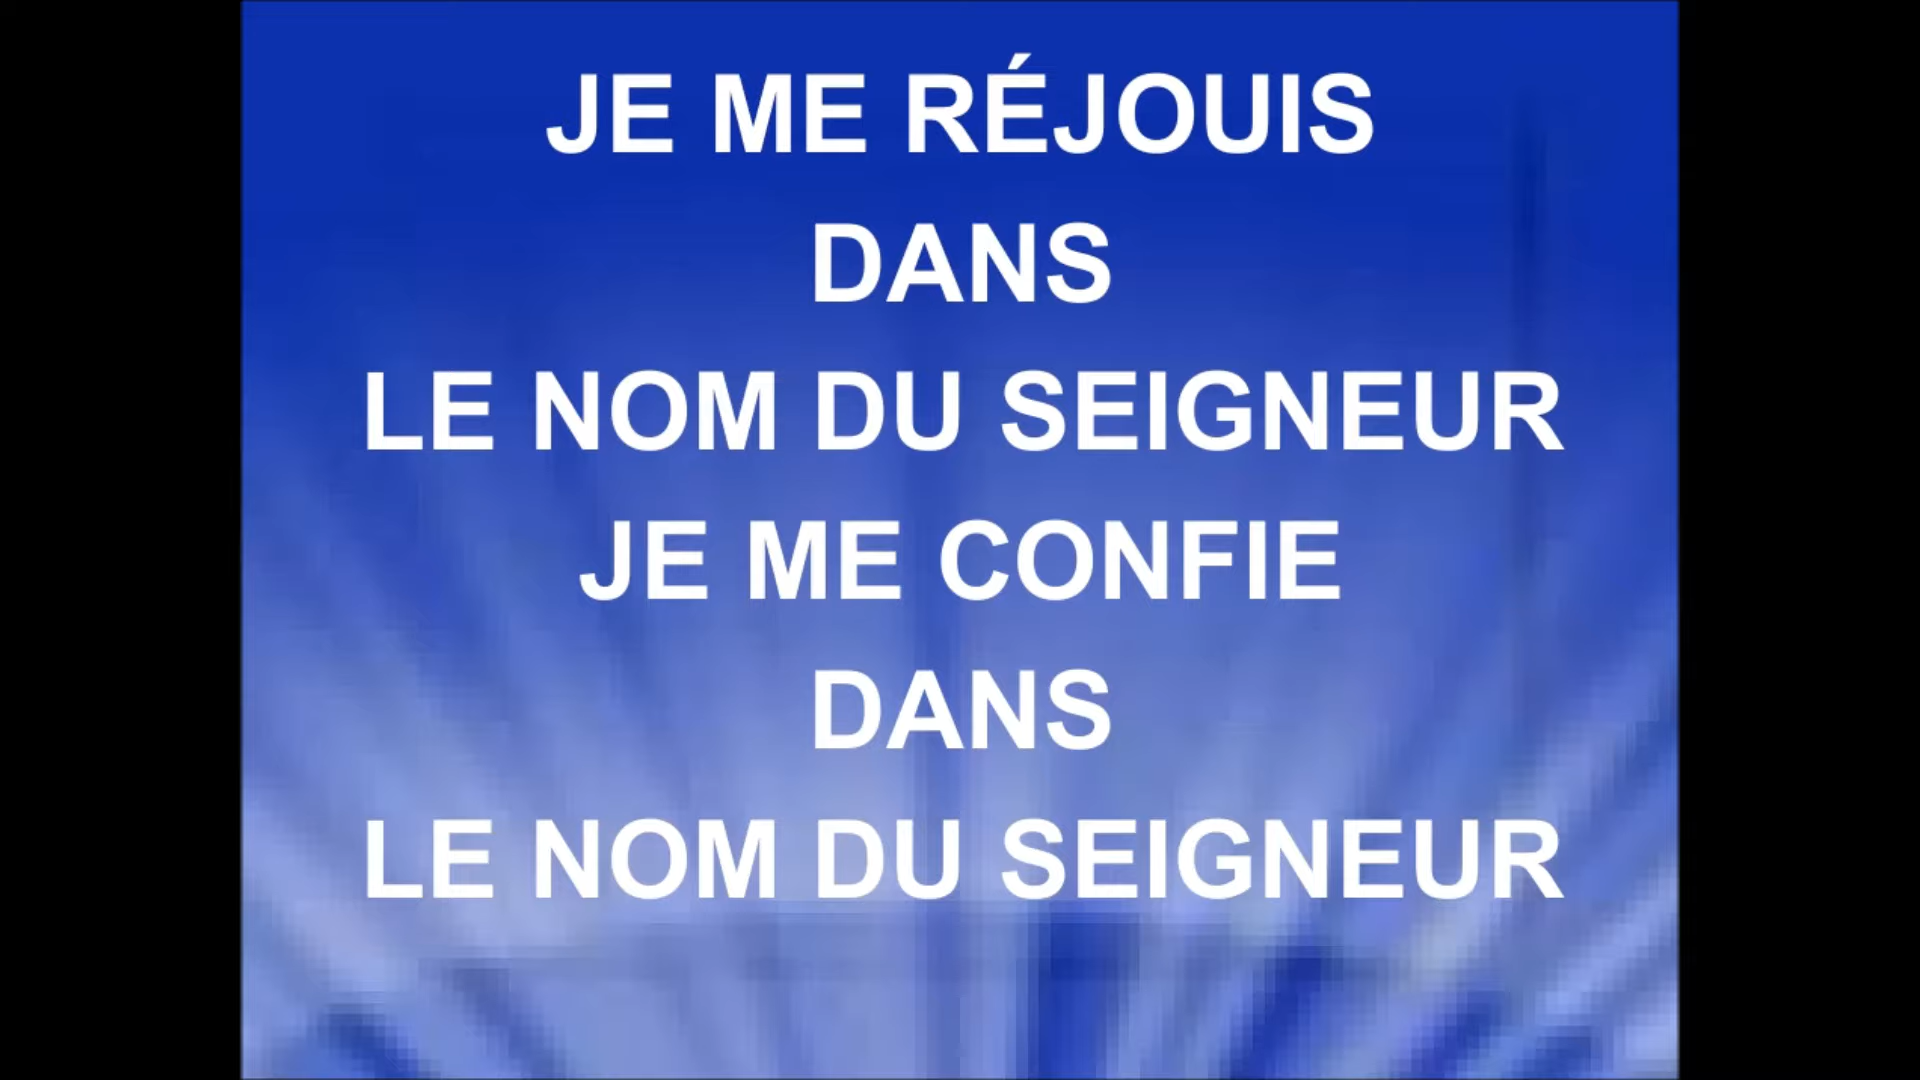 JE ME RÉJOUIS
DANS
LE NOM DU SEIGNEUR
JE ME CONFIE
DANS
LE NOM DU SEIGNEUR